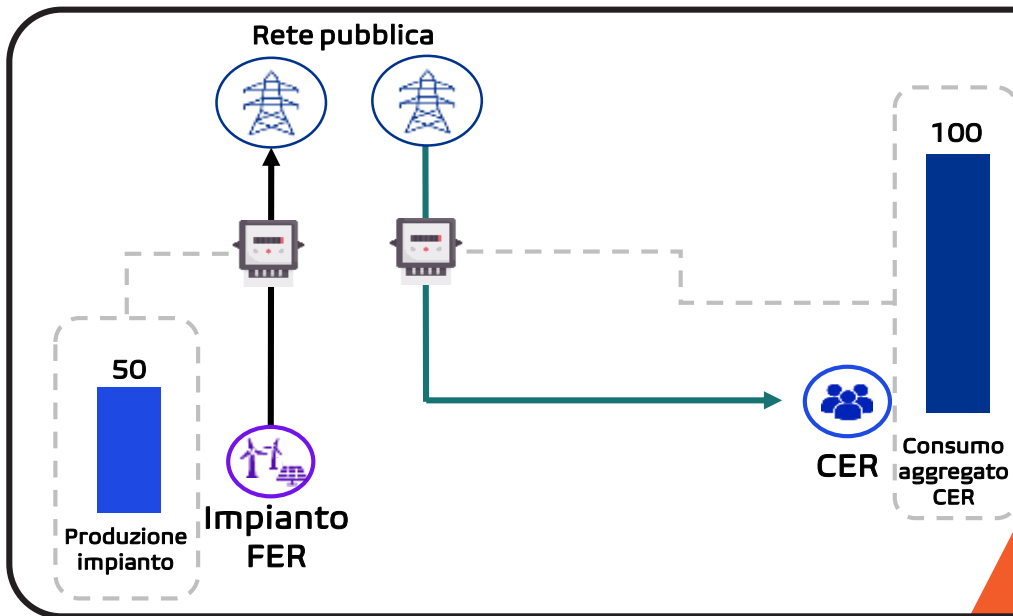 Rete pubblica
100
50
CER
Consumo
aggregato
CER
Impianto
FER
Produzione
impianto